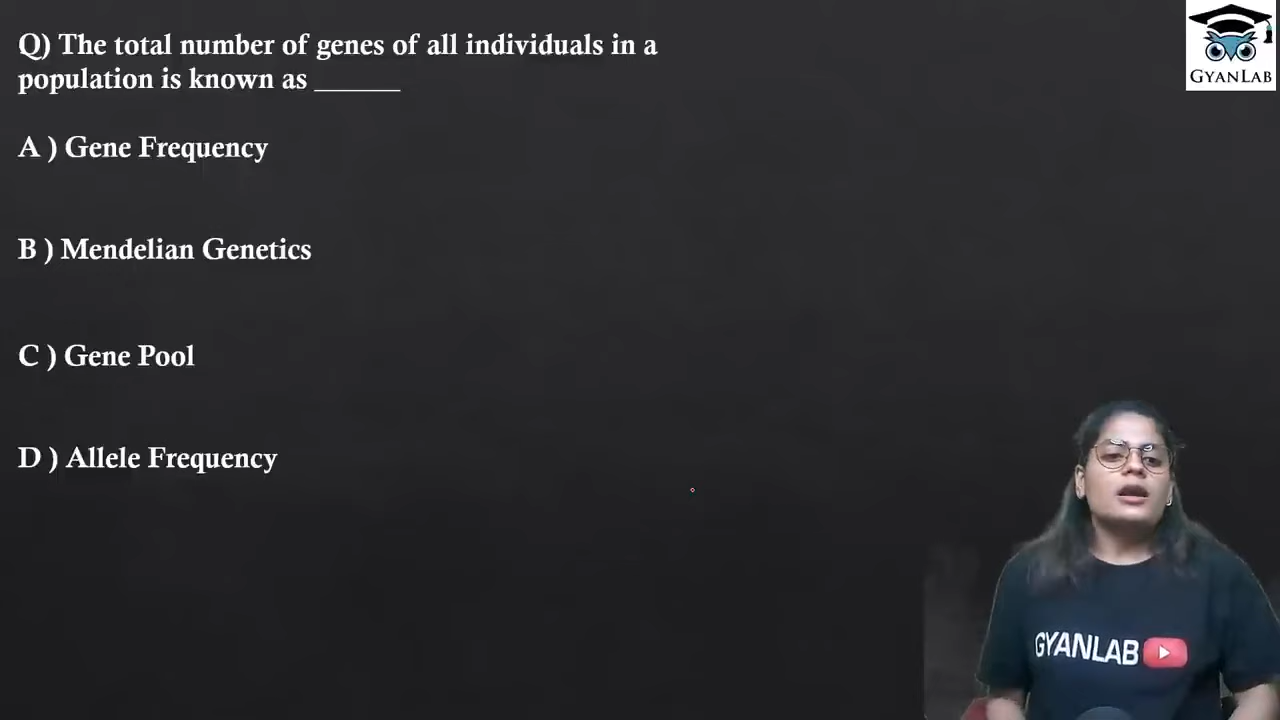 Q) The total number of genes of all individuals in a
population is known as ______
A ) Gene Frequency
B ) Mendelian Genetics
C ) Gene Pool
D ) Allele Frequency
GYANLAB
GYANLAB